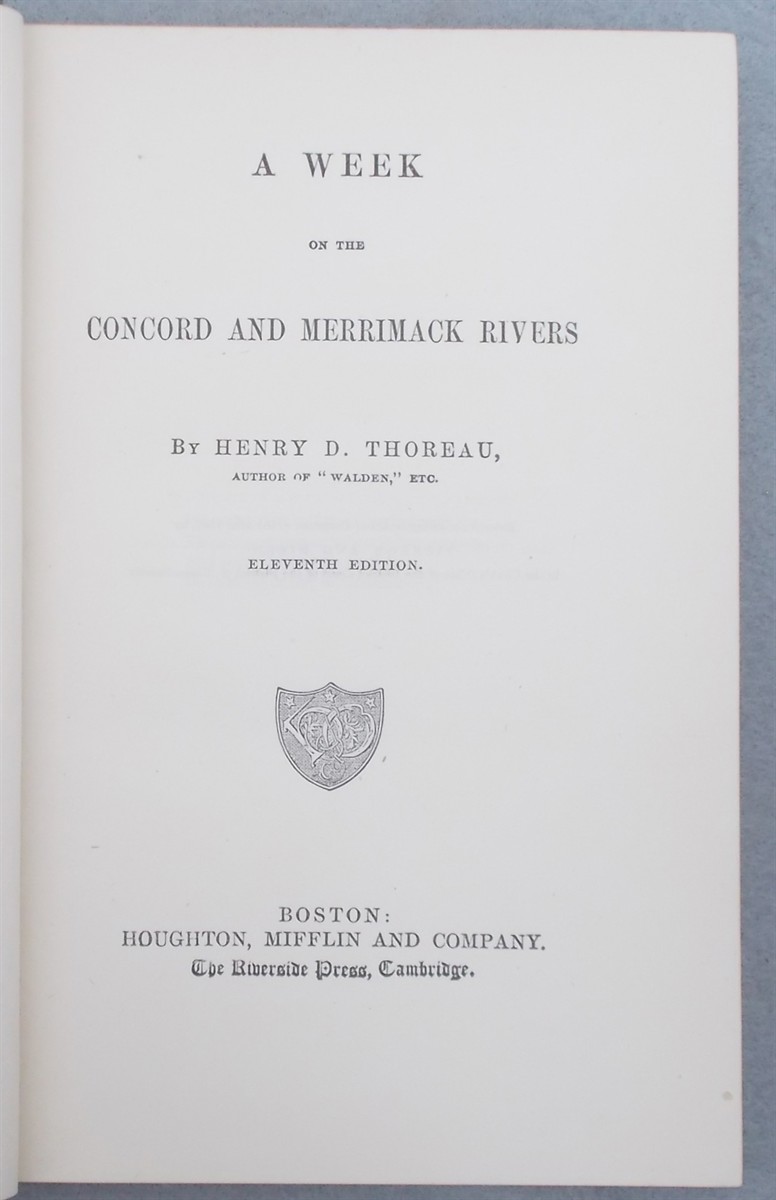 A WEEK
ON THE
CONCORD AND MERRIMACK RIVERS
BY HENRY D. THOREAU,
AUTHOR OF "WALDEN," ETC.
ELEVENTH EDITION.
BOSTON:
HOUGHTON, MIFFLIN AND COMPANY.
The Riverside Press, Cambridge.